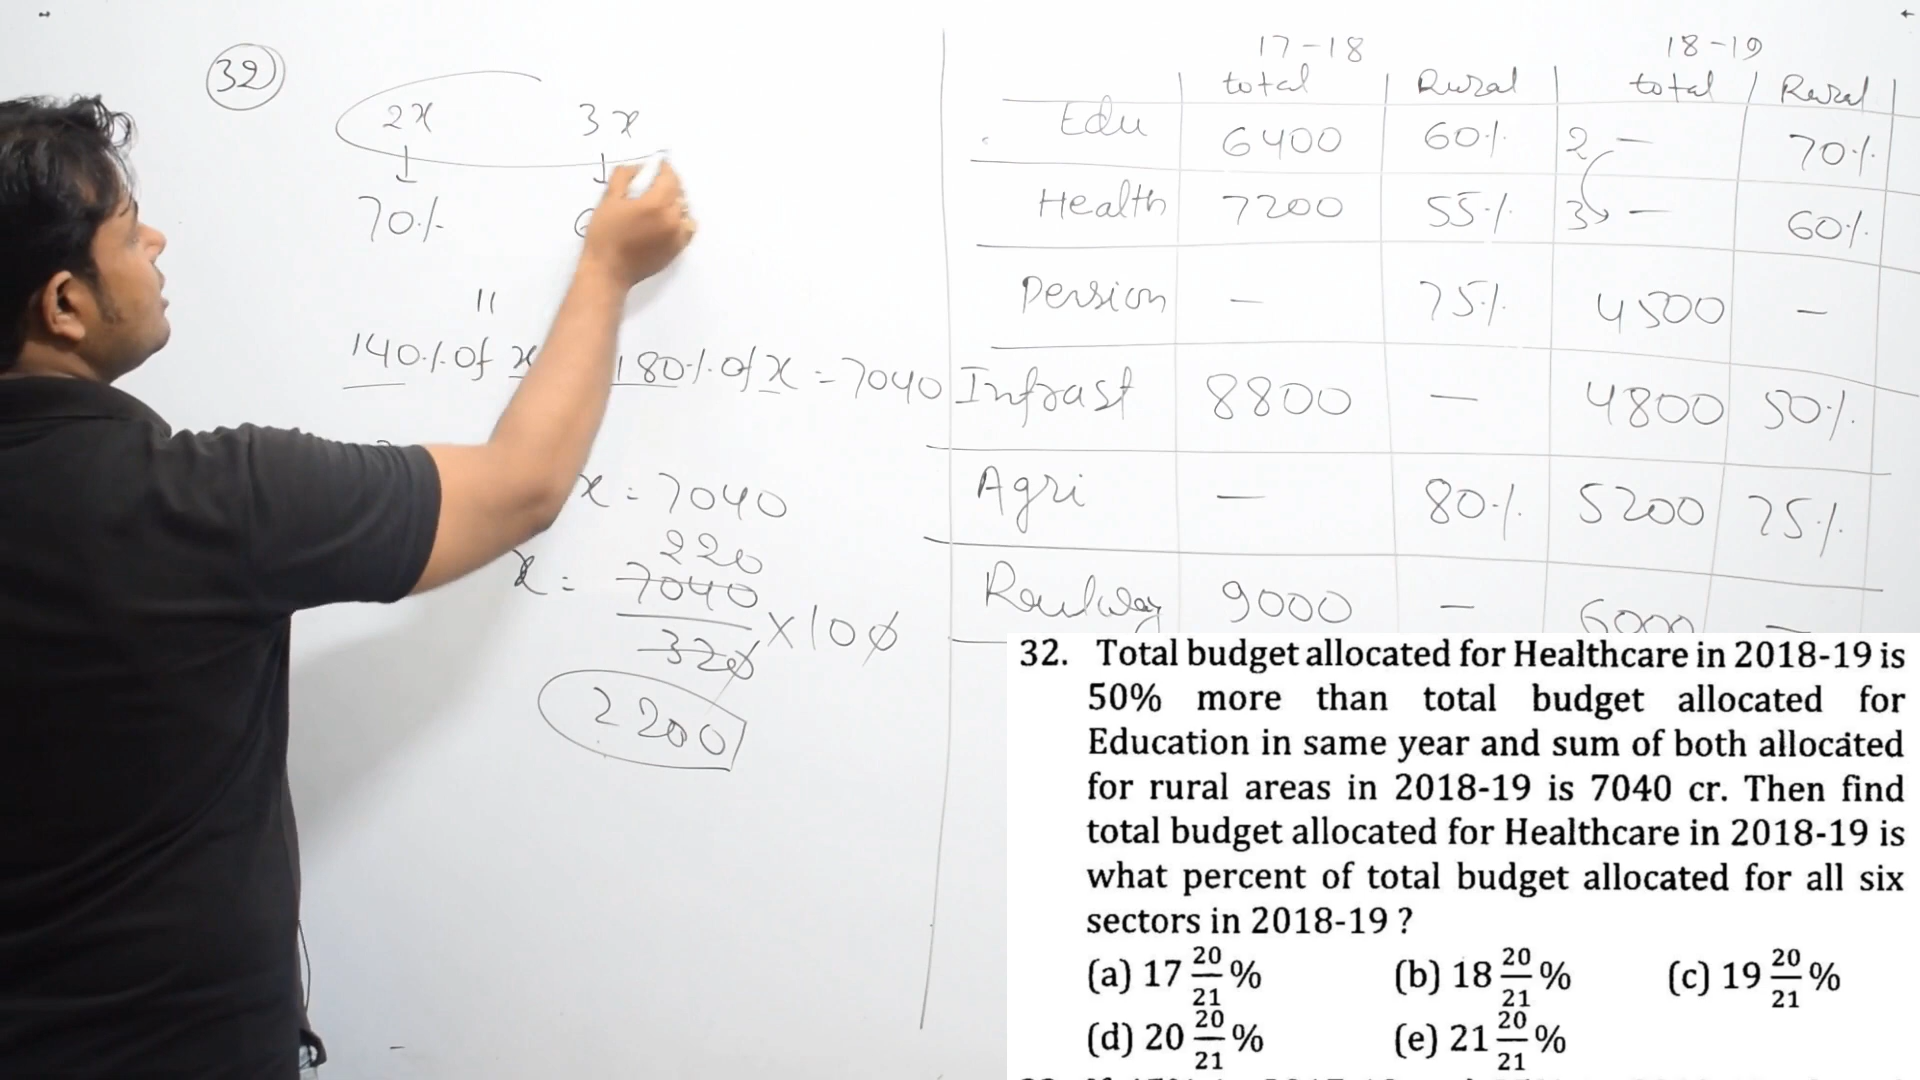 32
2x 3x
70%
=
140% of x 180% of x = 7040
x = 7040
220
x = 7040 / 320 × 100
2200
17-18 18-19
total Rural total Rural
Edu 6400 60% 2 — 70%
Health 7200 55% 3 — 60%
Pension — 75% 4500 —
Infrast 8800 — 4800 50%
Agri — 80% 5200 75%
Railway 9000 — 6000 —
32. Total budget allocated for Healthcare in 2018-19 is
50% more than total budget allocated for
Education in same year and sum of both allocated
for rural areas in 2018-19 is 7040 cr. Then find
total budget allocated for Healthcare in 2018-19 is
what percent of total budget allocated for all six
sectors in 2018-19 ?
(a) 17 20/21 % (b) 18 20/21 % (c) 19 20/21 %
(d) 20 20/21 % (e) 21 20/21 %